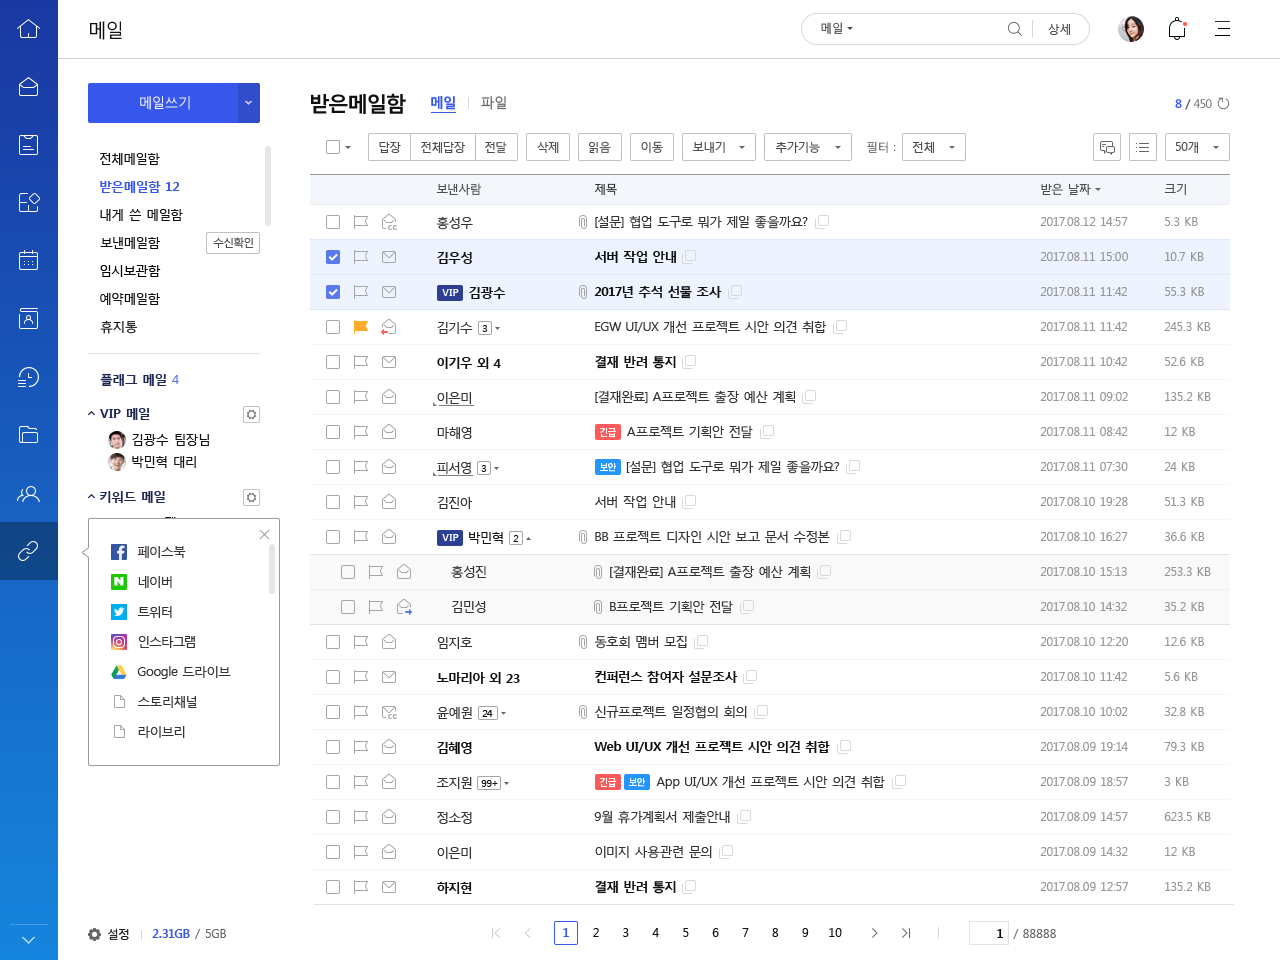 메일
메일
상세
메일쓰기
받은메일함 메일 파일
8 / 450
답장 전체답장 전달 삭제 읽음 이동 보내기 추가기능 필터 : 전체 50개
전체메일함
받은메일함 12
내게 쓴 메일함
보낸메일함 수신확인
임시보관함
예약메일함
휴지통
플래그 메일 4
VIP 메일
김광수 팀장님
박민혁 대리
키워드 메일
페이스북
네이버
트위터
인스타그램
Google 드라이브
스토리채널
라이브리
설정 2.31GB / 5GB
보낸사람 제목 받은 날짜 크기
홍성우 [설문] 협업 도구로 뭐가 제일 좋을까요? 2017.08.12 14:57 5.3 KB
김우성 서버 작업 안내 2017.08.11 15:00 10.7 KB
VIP 김광수 2017년 추석 선물 조사 2017.08.11 11:42 55.3 KB
김기수 3 EGW UI/UX 개선 프로젝트 시안 의견 취합 2017.08.11 11:42 245.3 KB
이기우 외 4 결재 반려 통지 2017.08.11 10:42 52.6 KB
이은미 [결재완료] A프로젝트 출장 예산 계획 2017.08.11 09:02 135.2 KB
마해영 긴급 A프로젝트 기획안 전달 2017.08.11 08:42 12 KB
피서영 3 보안 [설문] 협업 도구로 뭐가 제일 좋을까요? 2017.08.11 07:30 24 KB
김진아 서버 작업 안내 2017.08.10 19:28 51.3 KB
VIP 박민혁 2 BB 프로젝트 디자인 시안 보고 문서 수정본 2017.08.10 16:27 36.6 KB
홍성진 [결재완료] A프로젝트 출장 예산 계획 2017.08.10 15:13 253.3 KB
김민성 B프로젝트 기획안 전달 2017.08.10 14:32 35.2 KB
임지호 동호회 멤버 모집 2017.08.10 12:20 12.6 KB
노마리아 외 23 컨퍼런스 참여자 설문조사 2017.08.10 11:42 5.6 KB
cc 윤예원 24 신규프로젝트 일정협의 회의 2017.08.10 10:02 32.8 KB
김혜영 Web UI/UX 개선 프로젝트 시안 의견 취합 2017.08.09 19:14 79.3 KB
조지원 99+ 긴급 보안 App UI/UX 개선 프로젝트 시안 의견 취합 2017.08.09 18:57 3 KB
정소정 9월 휴가계획서 제출안내 2017.08.09 14:57 623.5 KB
이은미 이미지 사용관련 문의 2017.08.09 14:32 12 KB
하지현 결재 반려 통지 2017.08.09 12:57 135.2 KB
1 2 3 4 5 6 7 8 9 10 1 / 88888